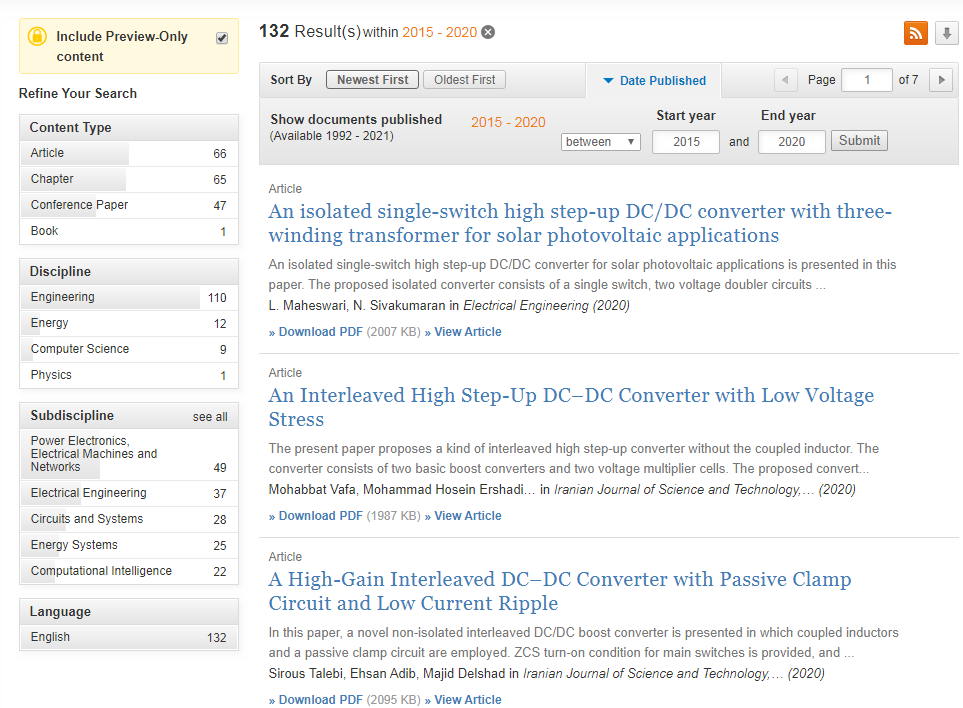 Include Preview-Only
content
Refine Your Search
Content Type
Article 66
Chapter 65
Conference Paper 47
Book 1
Discipline
Engineering 110
Energy 12
Computer Science 9
Physics 1
Subdiscipline see all
Power Electronics,
Electrical Machines and
Networks 49
Electrical Engineering 37
Circuits and Systems 28
Energy Systems 25
Computational Intelligence 22
Language
English 132
132 Result(s) within 2015 - 2020
Sort By Newest First Oldest First Date Published Page 1 of 7
Show documents published
(Available 1992 - 2021)
2015 - 2020
between
Start year
2015
and
End year
2020
Submit
Article
An isolated single-switch high step-up DC/DC converter with three-
winding transformer for solar photovoltaic applications
An isolated single-switch high step-up DC/DC converter for solar photovoltaic applications is presented in this
paper. The proposed isolated converter consists of a single switch, two voltage doubler circuits ...
L. Maheswari, N. Sivakumaran in Electrical Engineering (2020)
» Download PDF (2007 KB) » View Article
Article
An Interleaved High Step-Up DC–DC Converter with Low Voltage
Stress
The present paper proposes a kind of interleaved high step-up converter without the coupled inductor. The
converter consists of two basic boost converters and two voltage multiplier cells. The proposed convert...
Mohabbat Vafa, Mohammad Hosein Ershadi... in Iranian Journal of Science and Technology,… (2020)
» Download PDF (1987 KB) » View Article
Article
A High-Gain Interleaved DC–DC Converter with Passive Clamp
Circuit and Low Current Ripple
In this paper, a novel non-isolated interleaved DC/DC boost converter is presented in which coupled inductors
and a passive clamp circuit are employed. ZCS turn-on condition for main switches is provided, and ...
Sirous Talebi, Ehsan Adib, Majid Delshad in Iranian Journal of Science and Technology,… (2020)
» Download PDF (2095 KB) » View Article